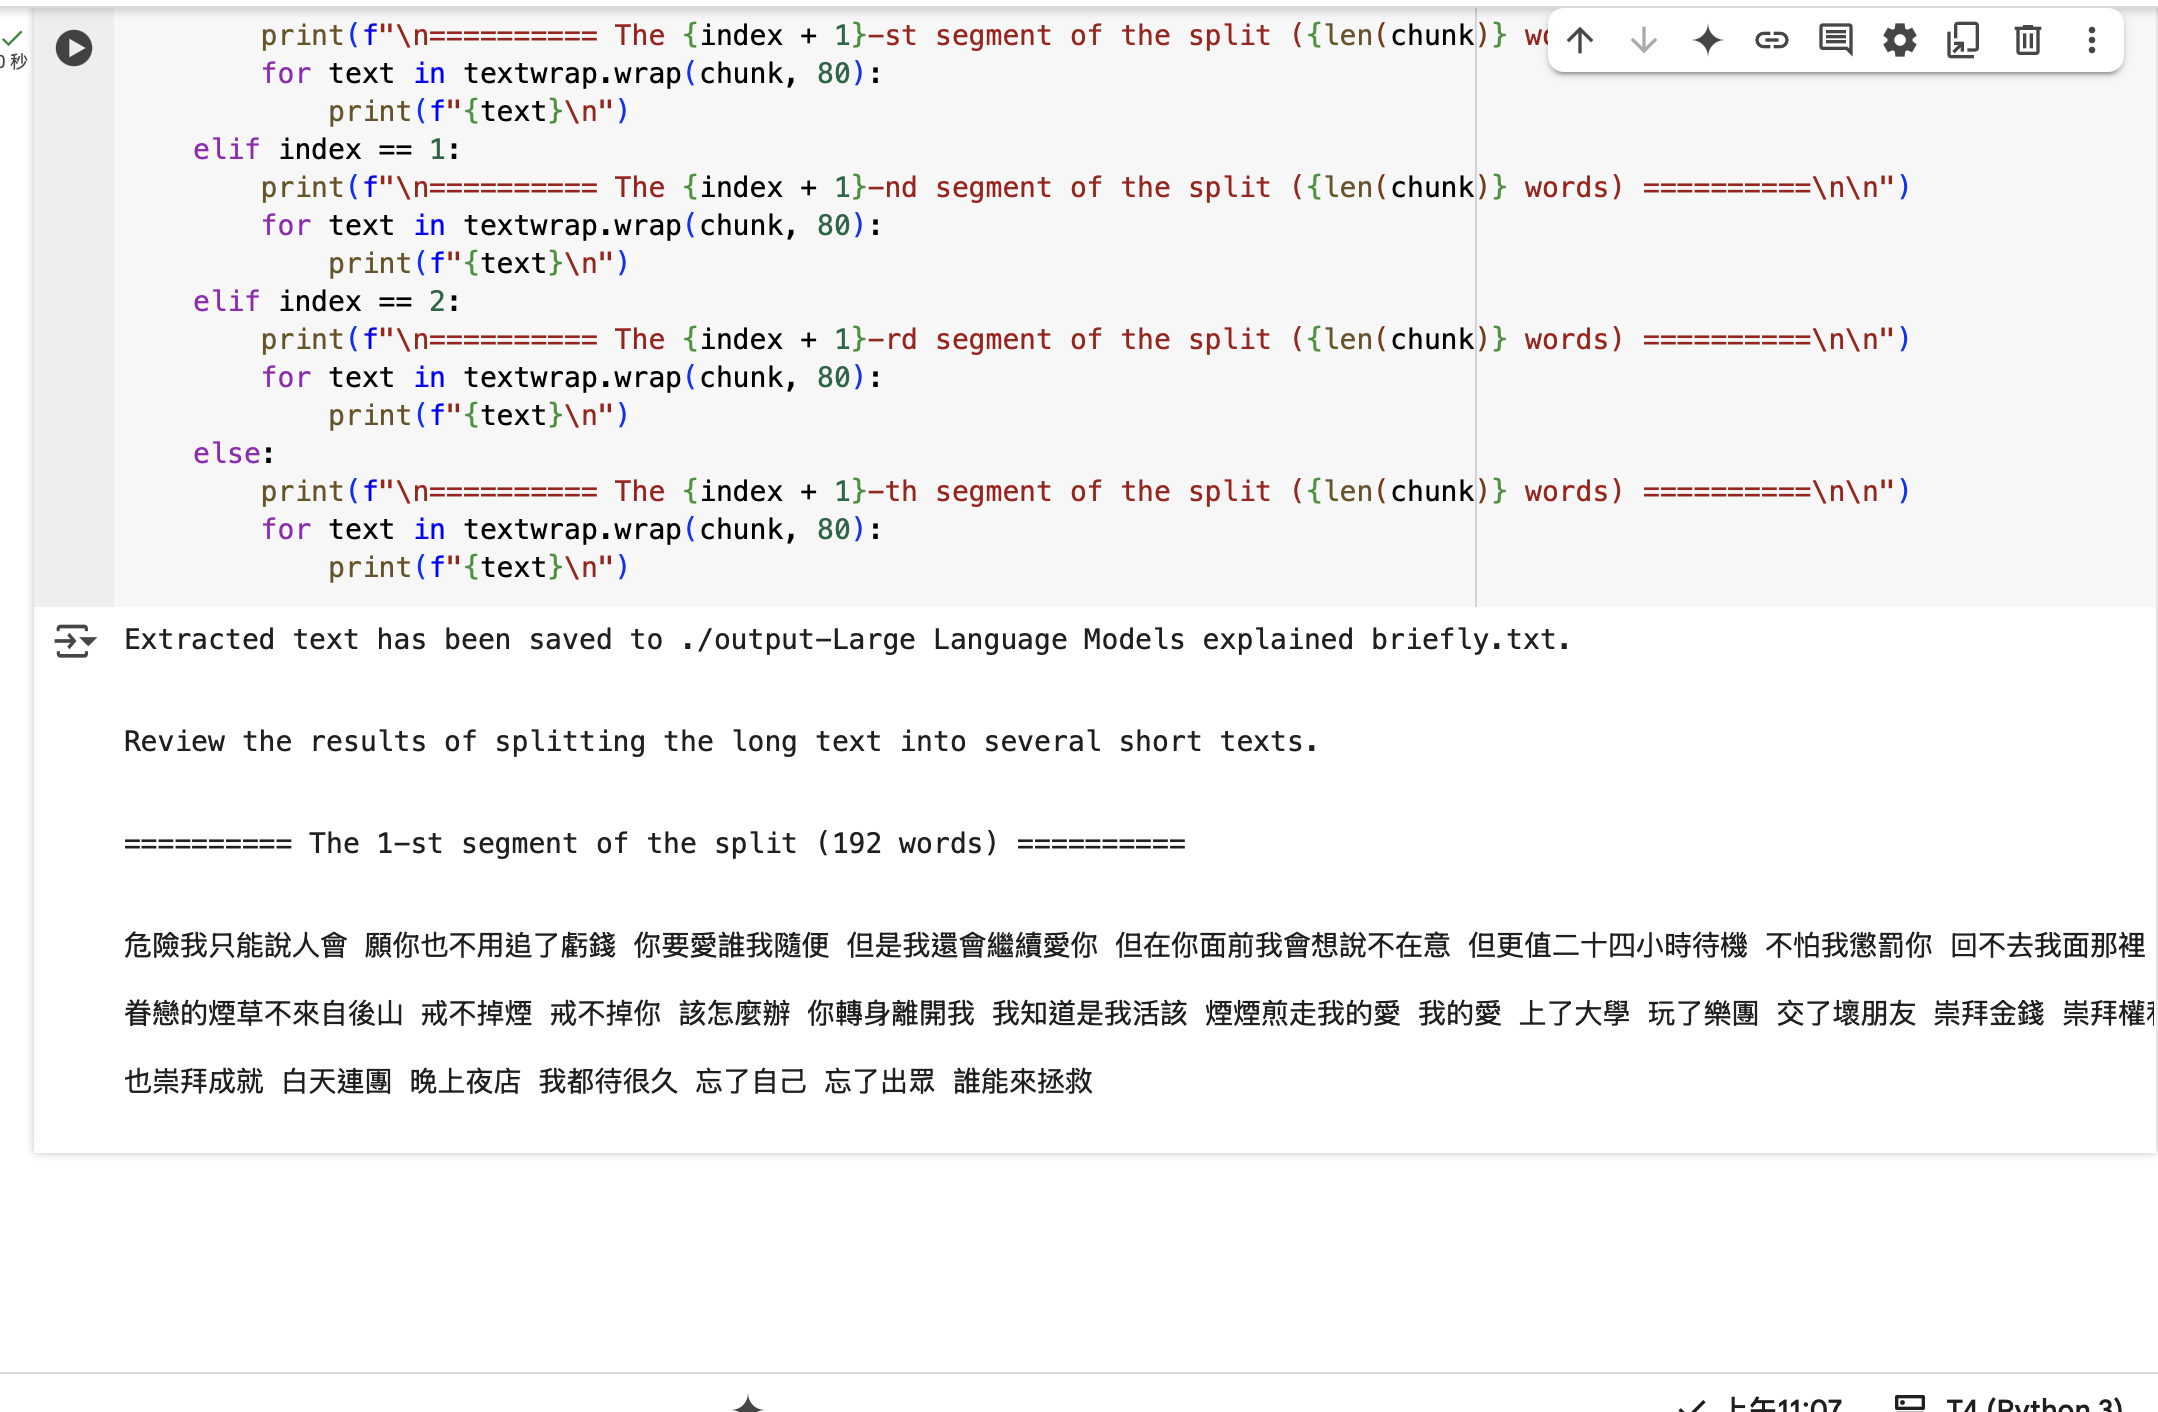 print(f"\n========== The {index + 1}-st segment of the split ({len(chunk)} wo
0 秒
for text in textwrap.wrap(chunk, 80):
print(f"{text}\n")
elif index == 1:
print(f"\n========== The {index + 1}-nd segment of the split ({len(chunk)} words) ==========\n\n")
for text in textwrap.wrap(chunk, 80):
print(f"{text}\n")
elif index == 2:
print(f"\n========== The {index + 1}-rd segment of the split ({len(chunk)} words) ==========\n\n")
for text in textwrap.wrap(chunk, 80):
print(f"{text}\n")
else:
print(f"\n========== The {index + 1}-th segment of the split ({len(chunk)} words) ==========\n\n")
for text in textwrap.wrap(chunk, 80):
print(f"{text}\n")
Extracted text has been saved to ./output-Large Language Models explained briefly.txt.
Review the results of splitting the long text into several short texts.
========== The 1-st segment of the split (192 words) ==========
危險我只能說人會 願你也不用追了虧錢 你要愛誰我隨便 但是我還會繼續愛你 但在你面前我會想說不在意 但更值二十四小時待機 不怕我懲罰你 回不去我面那裡
眷戀的煙草不來自後山 戒不掉煙 戒不掉你 該怎麼辦 你轉身離開我 我知道是我活該 煙煙煎走我的愛 我的愛 上了大學 玩了樂團 交了壞朋友 崇拜金錢 崇拜權
也崇拜成就 白天連團 晚上夜店 我都待很久 忘了自己 忘了出眾 誰能來拯救
上午11:07
T4 (Python 3)